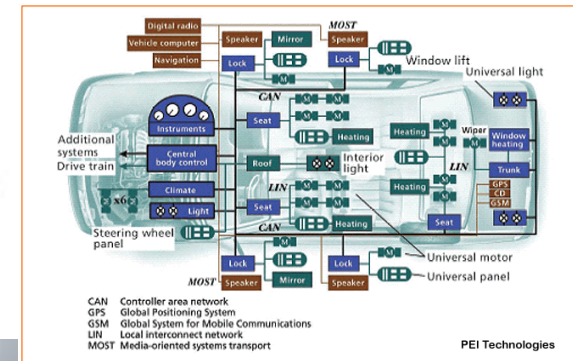 Digital radio
MOST
Vehicle computer
Speaker
Mirror
Speaker
Navigation
Lock
Lock
Window lift
M
M
Universal light
CAN
M M
Instruments
Seat
M M
Heating
Heating
M
M
Wiper
M
Window heating
Additional systems
Drive train
Central body control
Roof
Interior light
LIN
Trunk
Climate
LIN
M M
Heating
M
M
GPS
CD
GSM
x6
Light
Seat
M M
Steering wheel panel
CAN
Heating
Seat
M
Lock
Lock
M
Universal motor
MOST
Speaker
Mirror
Speaker
Universal panel
CAN Controller area network
GPS Global Positioning System
GSM Global System for Mobile Communications
LIN Local interconnect network
MOST Media-oriented systems transport
PEI Technologies